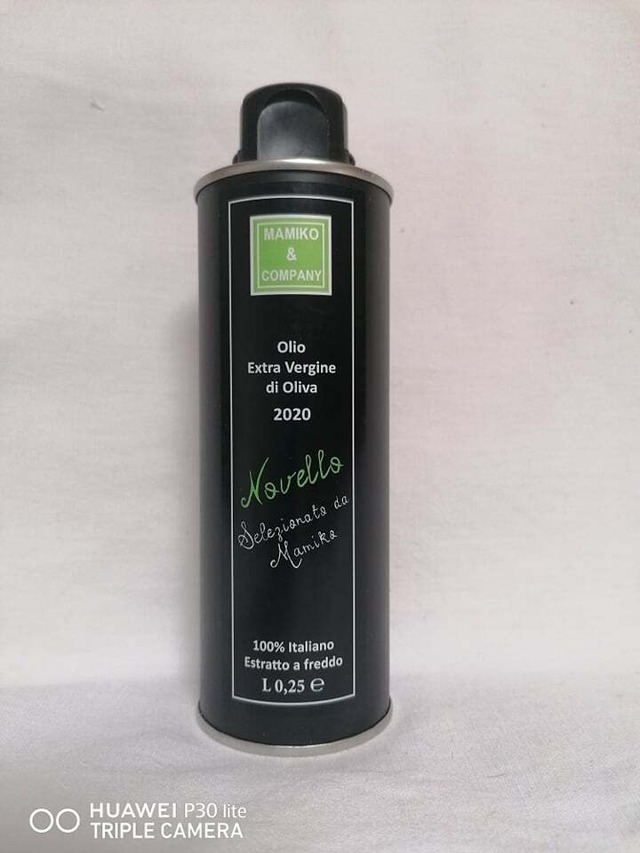 MAMIKO
&
COMPANY
Olio
Extra Vergine
di Oliva
2020
Novello
Selezionato da
Mamiko
100% Italiano
Estratto a freddo
L 0,25 ℮
HUAWEI P30 lite
TRIPLE CAMERA